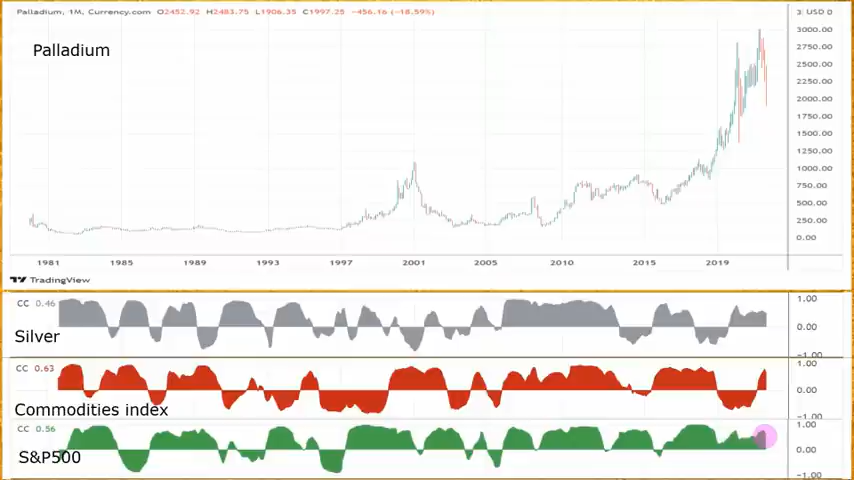 Palladium, 1M, Currency.com O2452.92 H2483.75 L1906.35 C1997.25 −456.16 (−18.59%)
USD
Palladium
3000.00
2750.00
2500.00
2250.00
2000.00
1750.00
1500.00
1250.00
1000.00
750.00
500.00
250.00
0.00
1981 1985 1989 1993 1997 2001 2005 2010 2015 2019
TradingView
CC 0.46
1.00
0.00
−1.00
Silver
CC 0.63
1.00
0.00
−1.00
Commodities index
CC 0.56
1.00
0.00
−1.00
S&P500